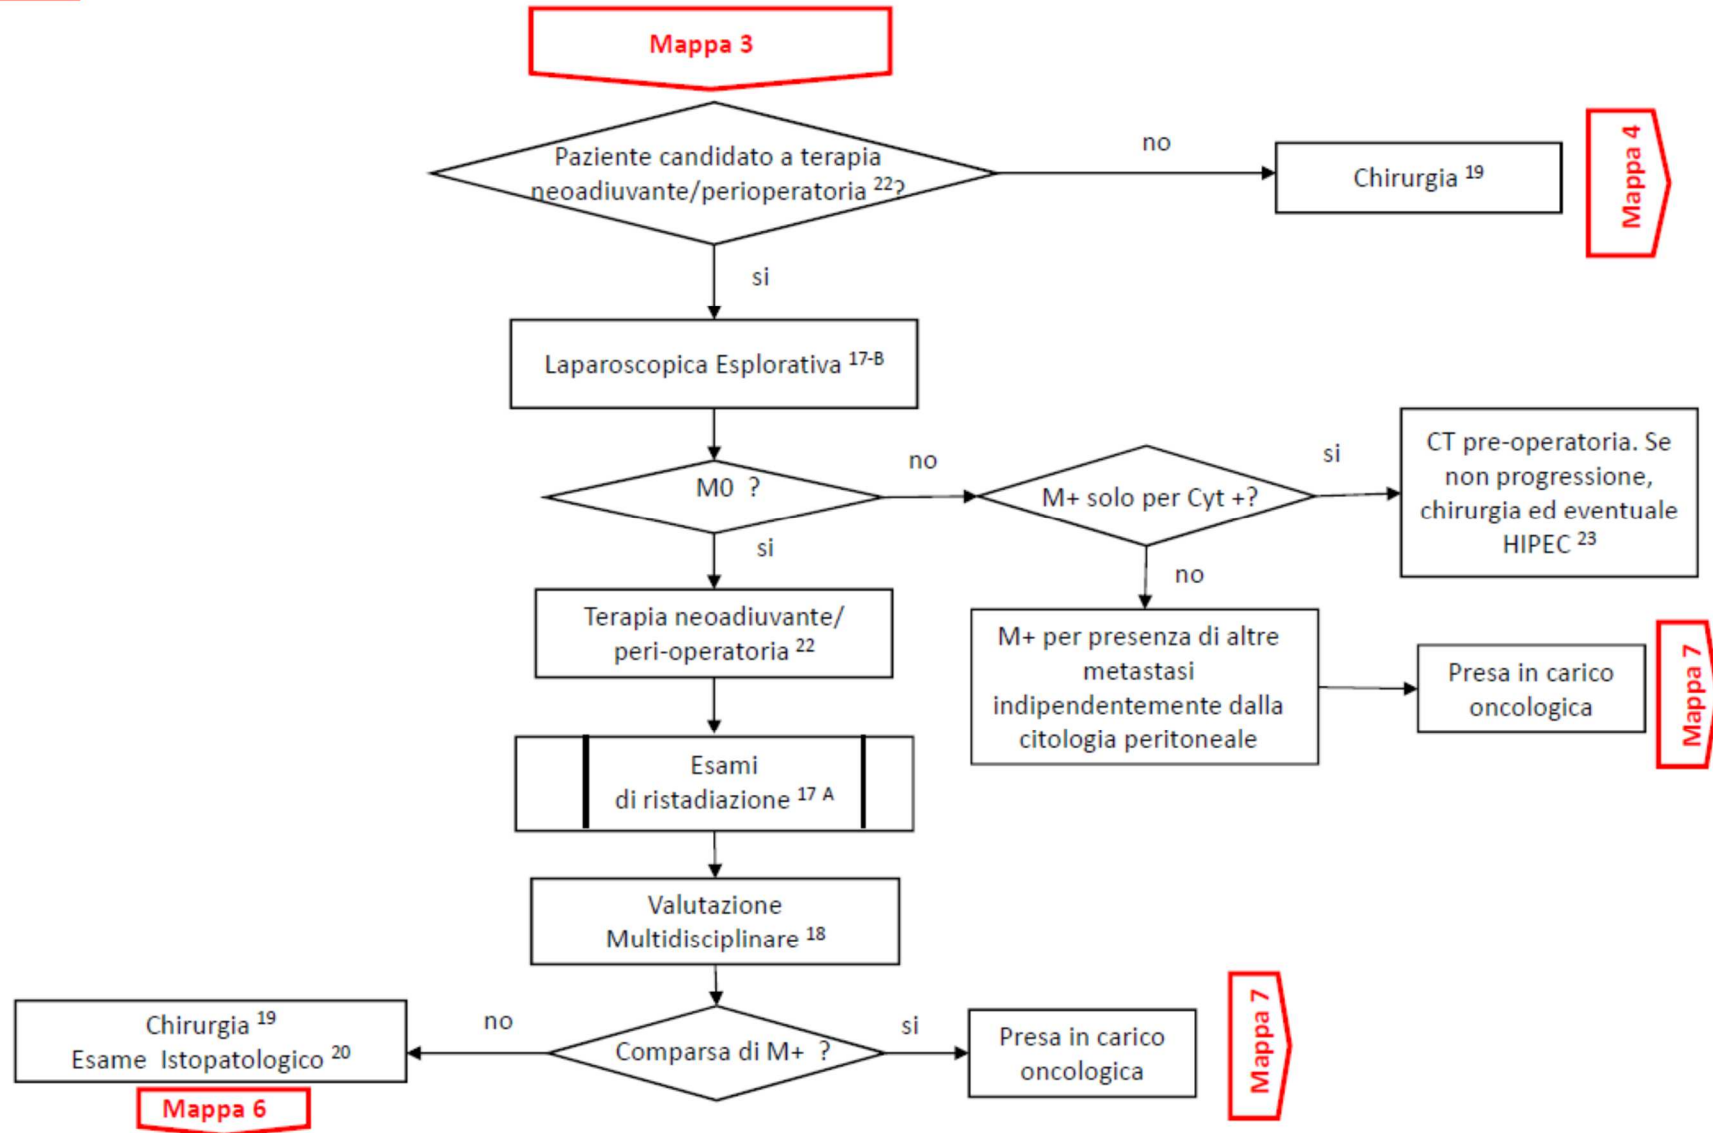 Mappa 3
Paziente candidato a terapia
neoadiuvante/perioperatoria 22?
no
Chirurgia 19
Mappa 4
si
Laparoscopica Esplorativa 17-B
M0 ?
no
M+ solo per Cyt +?
si
CT pre-operatoria. Se
non progressione,
chirurgia ed eventuale
HIPEC 23
si
no
Terapia neoadiuvante/
peri-operatoria 22
M+ per presenza di altre
metastasi
indipendentemente dalla
citologia peritoneale
Presa in carico
oncologica
Mappa 7
Esami
di ristadiazione 17 A
Valutazione
Multidisciplinare 18
Comparsa di M+ ?
no
Chirurgia 19
Esame Istopatologico 20
Mappa 6
si
Presa in carico
oncologica
Mappa 7